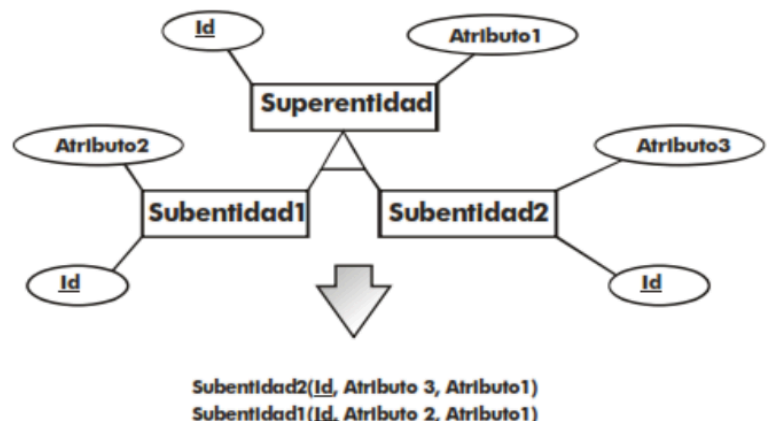 Id
Atributo1
Superentidad
Atributo2
Atributo3
Subentidad1
Subentidad2
Id
Id
Subentidad2(Id, Atributo 3, Atributo1)
Subentidad1(Id, Atributo 2, Atributo1)